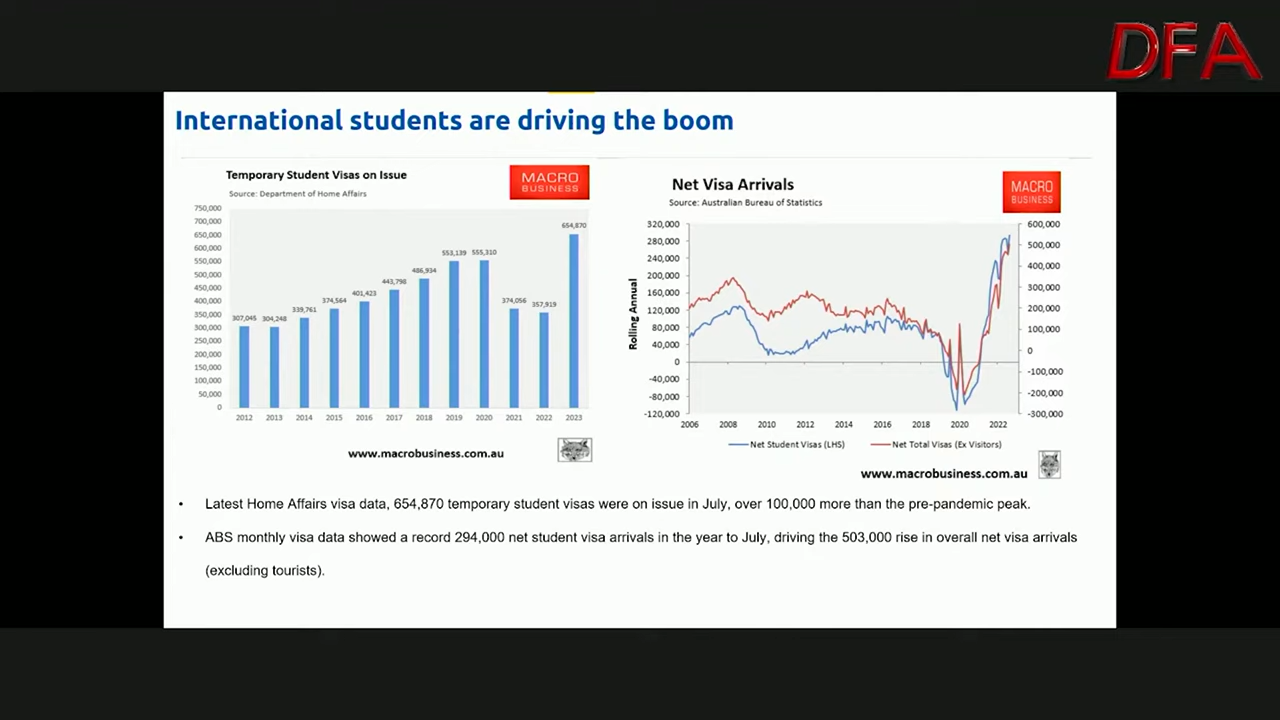 DFA
International students are driving the boom
Temporary Student Visas on Issue
Source: Department of Home Affairs
MACRO
BUSINESS
750,000
700,000
650,000
600,000
550,000
500,000
450,000
400,000
350,000
300,000
250,000
200,000
150,000
100,000
50,000
0
307,045
304,248
339,761
374,564
401,423
443,798
486,934
553,139
555,310
374,056
357,919
654,870
2012 2013 2014 2015 2016 2017 2018 2019 2020 2021 2022 2023
www.macrobusiness.com.au
Net Visa Arrivals
Source: Australian Bureau of Statistics
MACRO
BUSINESS
Rolling Annual
320,000
280,000
240,000
200,000
160,000
120,000
80,000
40,000
0
-40,000
-80,000
-120,000
600,000
500,000
400,000
300,000
200,000
100,000
0
-100,000
-200,000
-300,000
2006 2008 2010 2012 2014 2016 2018 2020 2022
Net Student Visas (LHS) Net Total Visas (Ex Visitors)
www.macrobusiness.com.au
• Latest Home Affairs visa data, 654,870 temporary student visas were on issue in July, over 100,000 more than the pre-pandemic peak.
• ABS monthly visa data showed a record 294,000 net student visa arrivals in the year to July, driving the 503,000 rise in overall net visa arrivals
(excluding tourists).